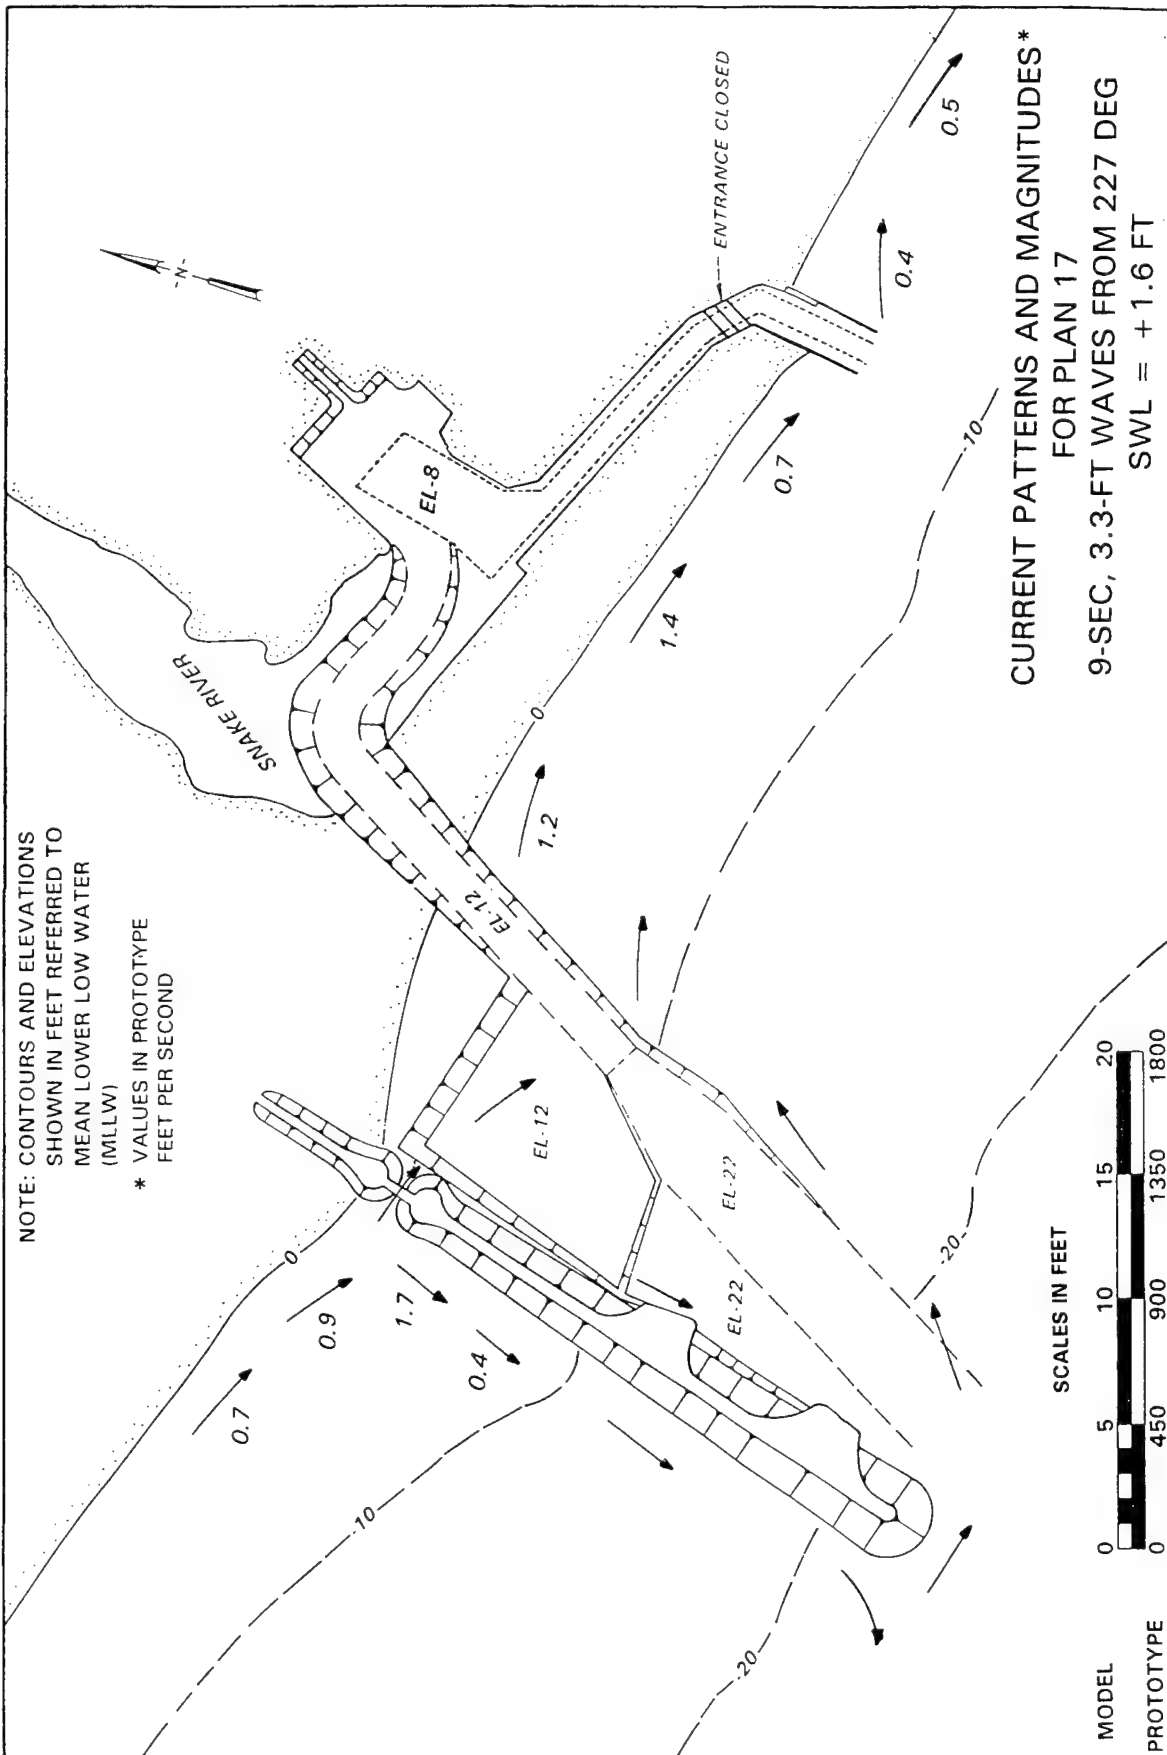 NOTE: CONTOURS AND ELEVATIONS
SHOWN IN FEET REFERRED TO
MEAN LOWER LOW WATER
(MLLW)
* VALUES IN PROTOTYPE
FEET PER SECOND
SNAKE RIVER
-N-
EL-8
ENTRANCE CLOSED
EL-12
EL-12
EL-22
EL-22
0
0
-10
-10
-20
-20
0.7
0.9
1.7
0.4
1.2
1.4
0.7
0.4
0.5
SCALES IN FEET
MODEL 0 5 10 15 20
PROTOTYPE 0 450 900 1350 1800
CURRENT PATTERNS AND MAGNITUDES*
FOR PLAN 17
9-SEC, 3.3-FT WAVES FROM 227 DEG
SWL = +1.6 FT